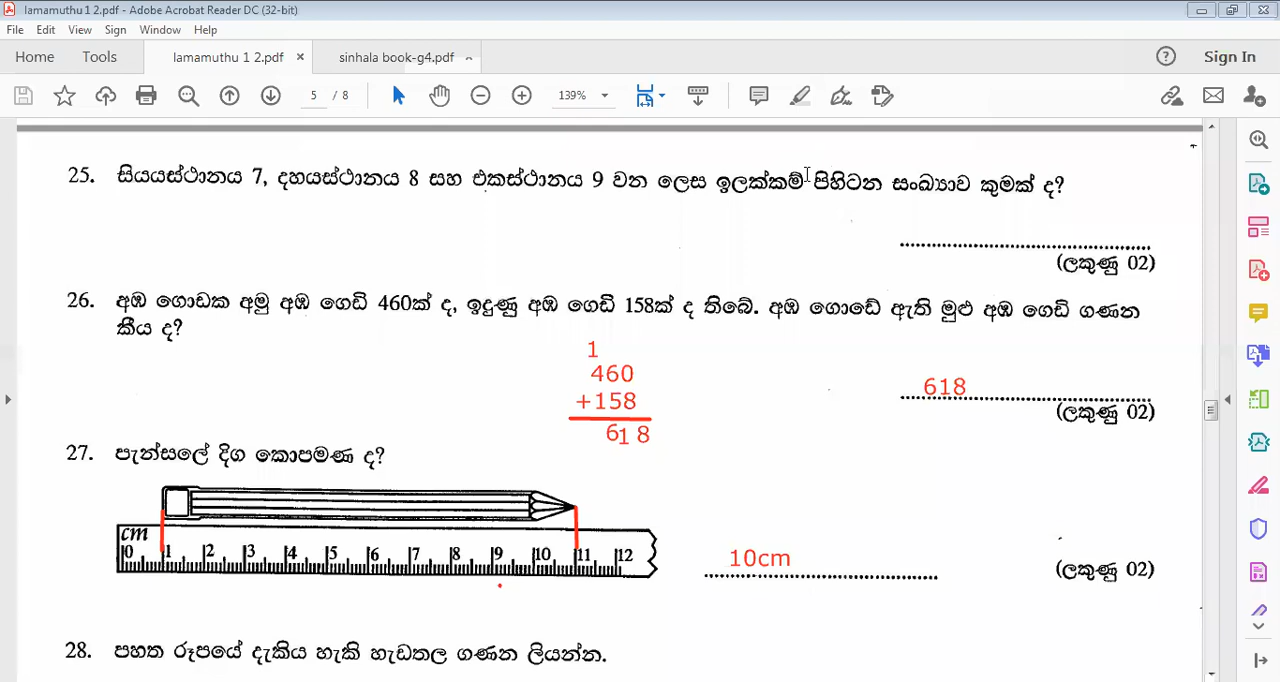 lamamuthu 1 2.pdf - Adobe Acrobat Reader DC (32-bit)
File Edit View Sign Window Help
Home Tools lamamuthu 1 2.pdf × sinhala book-g4.pdf Sign In
5 / 8 139%
25. සියයස්ථානය 7, දහයස්ථානය 8 සහ එකස්ථානය 9 වන ලෙස ඉලක්කම් පිහිටන සංඛ්‍යාව කුමක් ද?
(ලකුණු 02)
26. අඹ ගොඩක අමු අඹ ගෙඩි 460ක් ද, ඉදුණු අඹ ගෙඩි 158ක් ද තිබේ. අඹ ගොඩේ ඇති මුළු අඹ ගෙඩි ගණන
කීය ද?
1
460
+158
618
618
(ලකුණු 02)
27. පැන්සලේ දිග කොපමණ ද?
cm
0 1 2 3 4 5 6 7 8 9 10 11 12
10cm
(ලකුණු 02)
28. පහත රූපයේ දැකිය හැකි හැඩතල ගණන ලියන්න.